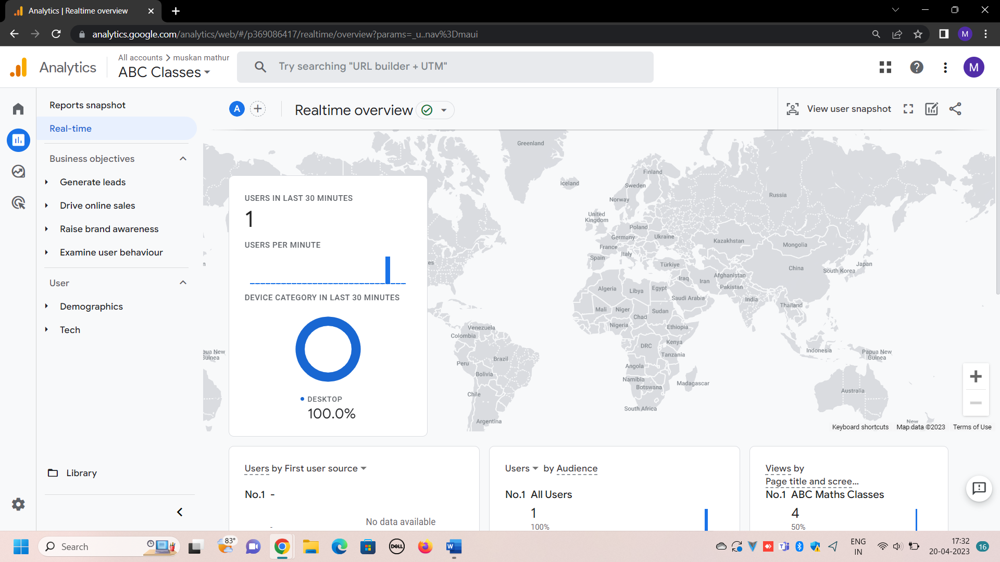 Analytics | Realtime overview
analytics.google.com/analytics/web/#/p369086417/realtime/overview?params=_u..nav%3Dmaui
M
Analytics
All accounts > muskan mathur
ABC Classes
Try searching "URL builder + UTM"
M
Reports snapshot
Real-time
Business objectives
Generate leads
Drive online sales
Raise brand awareness
Examine user behaviour
User
Demographics
Tech
Library
A
Realtime overview
View user snapshot
USERS IN LAST 30 MINUTES
1
USERS PER MINUTE
DEVICE CATEGORY IN LAST 30 MINUTES
DESKTOP
100.0%
Greenland
Iceland
Finland
Sweden
Norway
Russia
United
Kingdom
Poland
Germany
Ukraine
France
Italy
Spain
Kazakhstan
Mongolia
Türkiye
China
South Korea
Japan
Afghanistan
Iraq
Iran
Pakistan
Algeria
Libya
Egypt
Saudi Arabia
India
Thailand
Mali
Niger
Chad
Sudan
Nigeria
Ethiopia
Venezuela
Colombia
DRC
Kenya
Tanzania
Indonesia
Papua New
Guinea
Brazil
Peru
Bolivia
Angola
Namibia
Botswana
Madagascar
Australia
Chile
South Africa
Argentina
es
n
pua New
Guinea
New
Keyboard shortcuts
Map data ©2023
Terms of Use
Users by First user source
No.1 -
-
No data available
Users by Audience
No.1 All Users
1
100%
Views by
Page title and scree...
No.1 ABC Maths Classes
4
50%
Search
83°
DELL
ENG
IN
17:32
20-04-2023
16